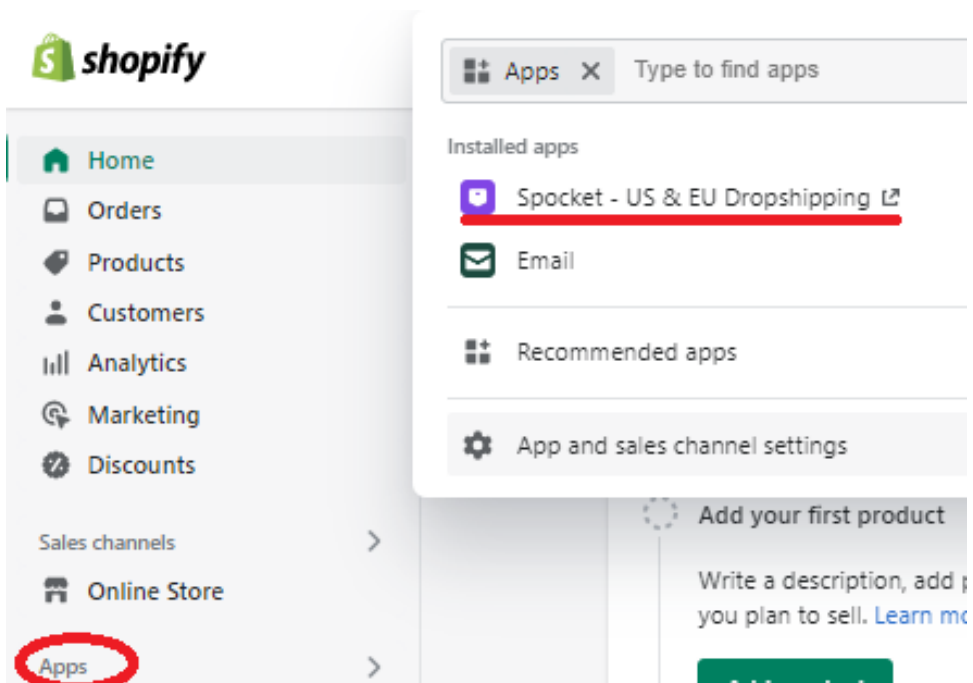 shopify
Home
Orders
Products
Customers
Analytics
Marketing
Discounts
Sales channels
Online Store
Apps
Apps Type to find apps
Installed apps
Spocket - US & EU Dropshipping
Email
Recommended apps
App and sales channel settings
Add your first product
Write a description, add
you plan to sell. Learn